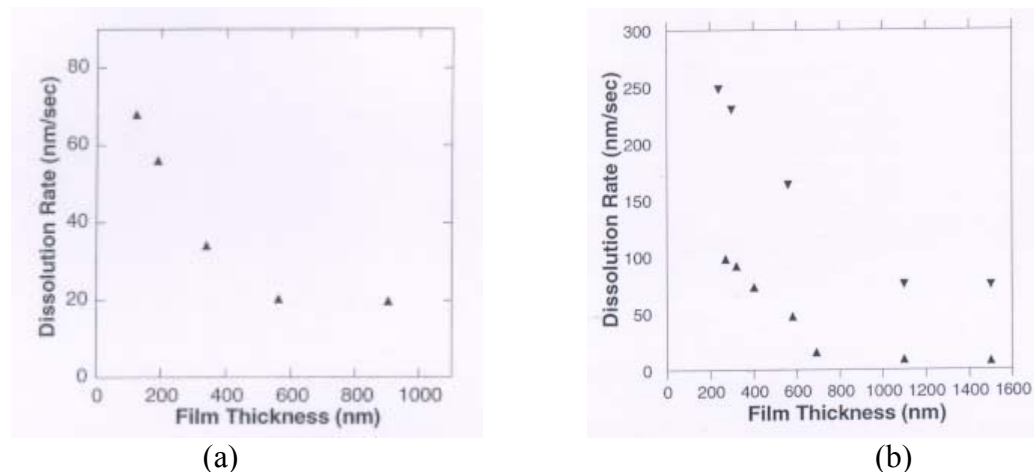 80
60
40
20
0
0 200 400 600 800 1000
Dissolution Rate (nm/sec)
Film Thickness (nm)
(a)
300
250
200
150
100
50
0
0 200 400 600 800 1000 1200 1400 1600
Dissolution Rate (nm/sec)
Film Thickness (nm)
(b)